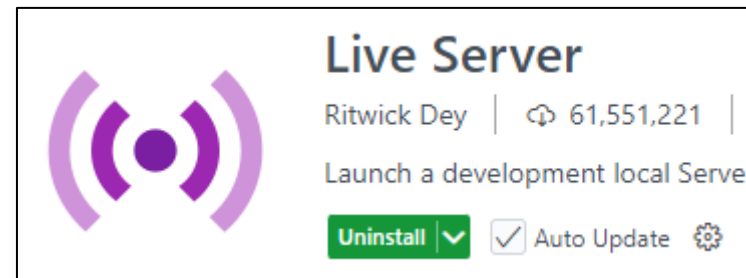 Live Server
Ritwick Dey 61,551,221
Launch a development local Serve
Uninstall Auto Update